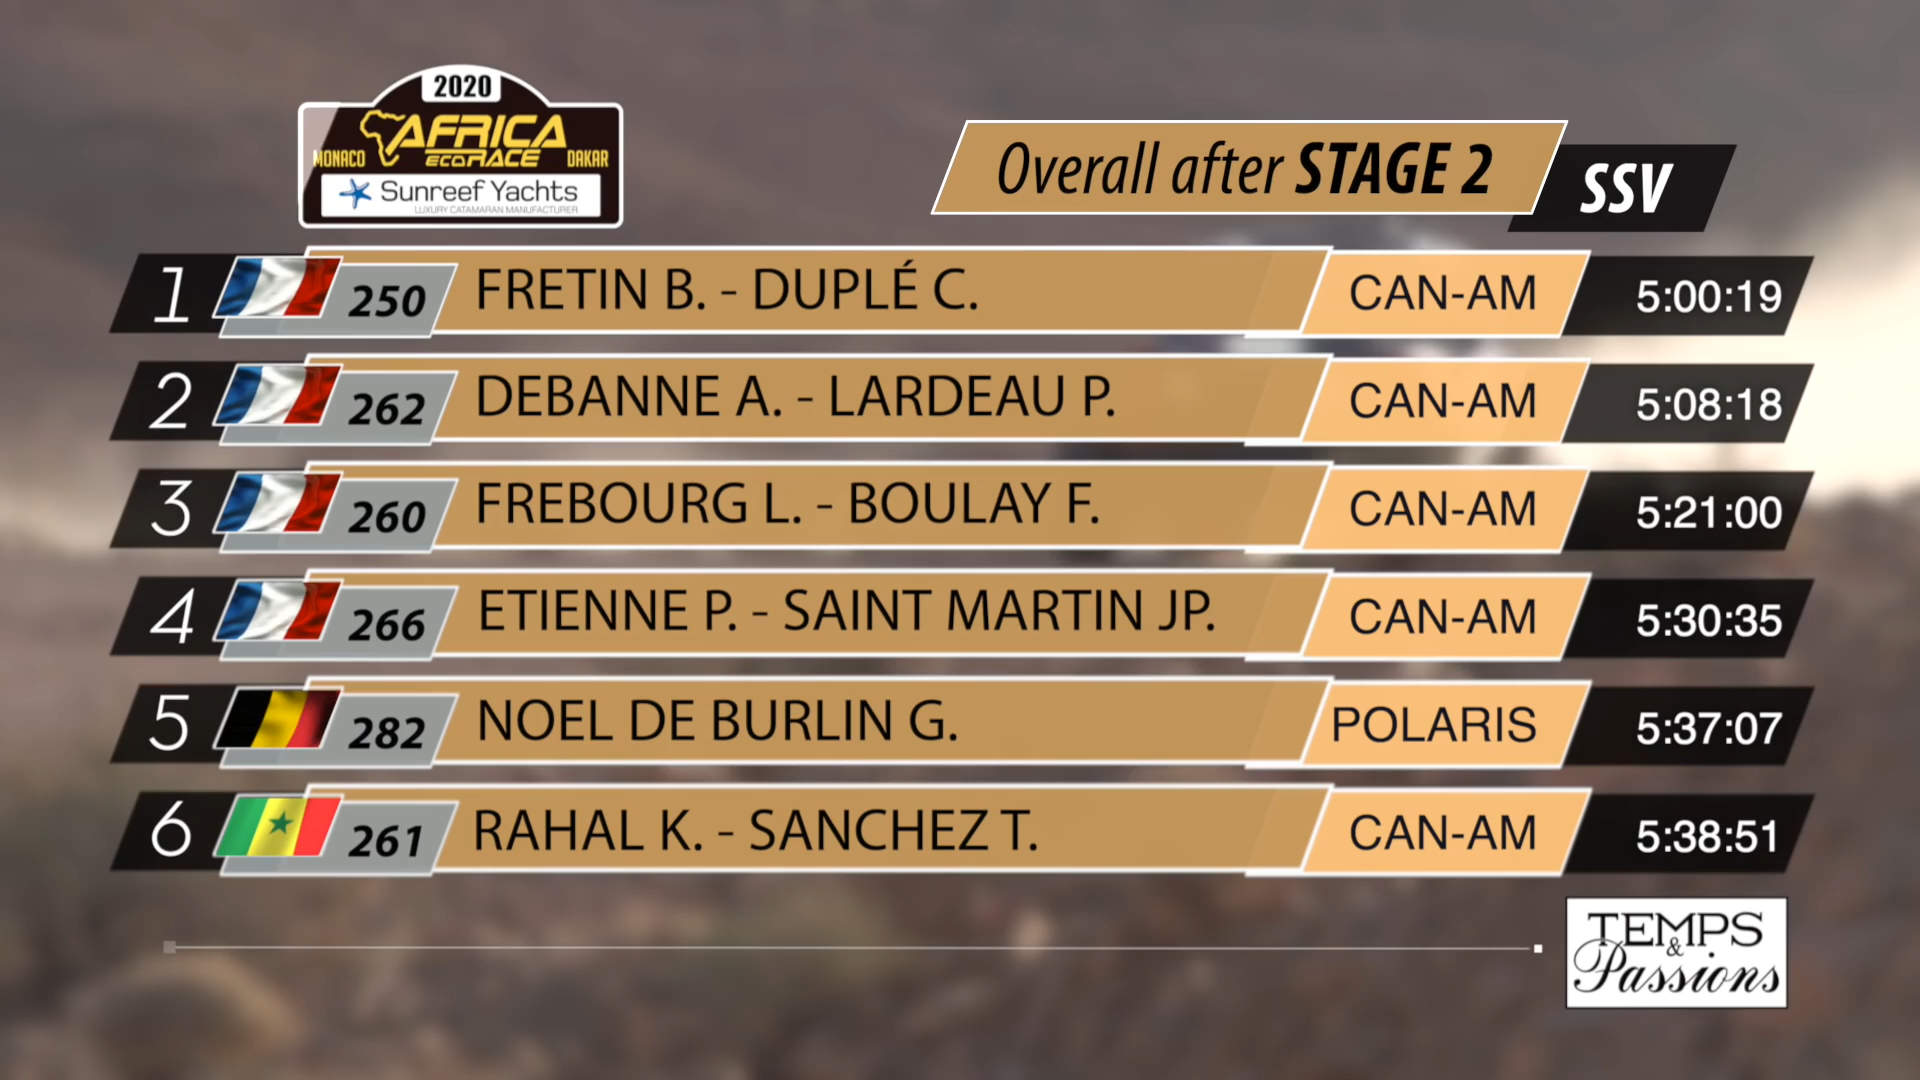 2020
AFRICA
MONACO ECO RACE DAKAR
Sunreef Yachts
LUXURY CATAMARAN MANUFACTURER
Overall after STAGE 2
SSV
1 250 FRETIN B. - DUPLÉ C. CAN-AM 5:00:19
2 262 DEBANNE A. - LARDEAU P. CAN-AM 5:08:18
3 260 FREBOURG L. - BOULAY F. CAN-AM 5:21:00
4 266 ETIENNE P. - SAINT MARTIN JP. CAN-AM 5:30:35
5 282 NOEL DE BURLIN G. POLARIS 5:37:07
6 261 RAHAL K. - SANCHEZ T. CAN-AM 5:38:51
TEMPS
&
Passions